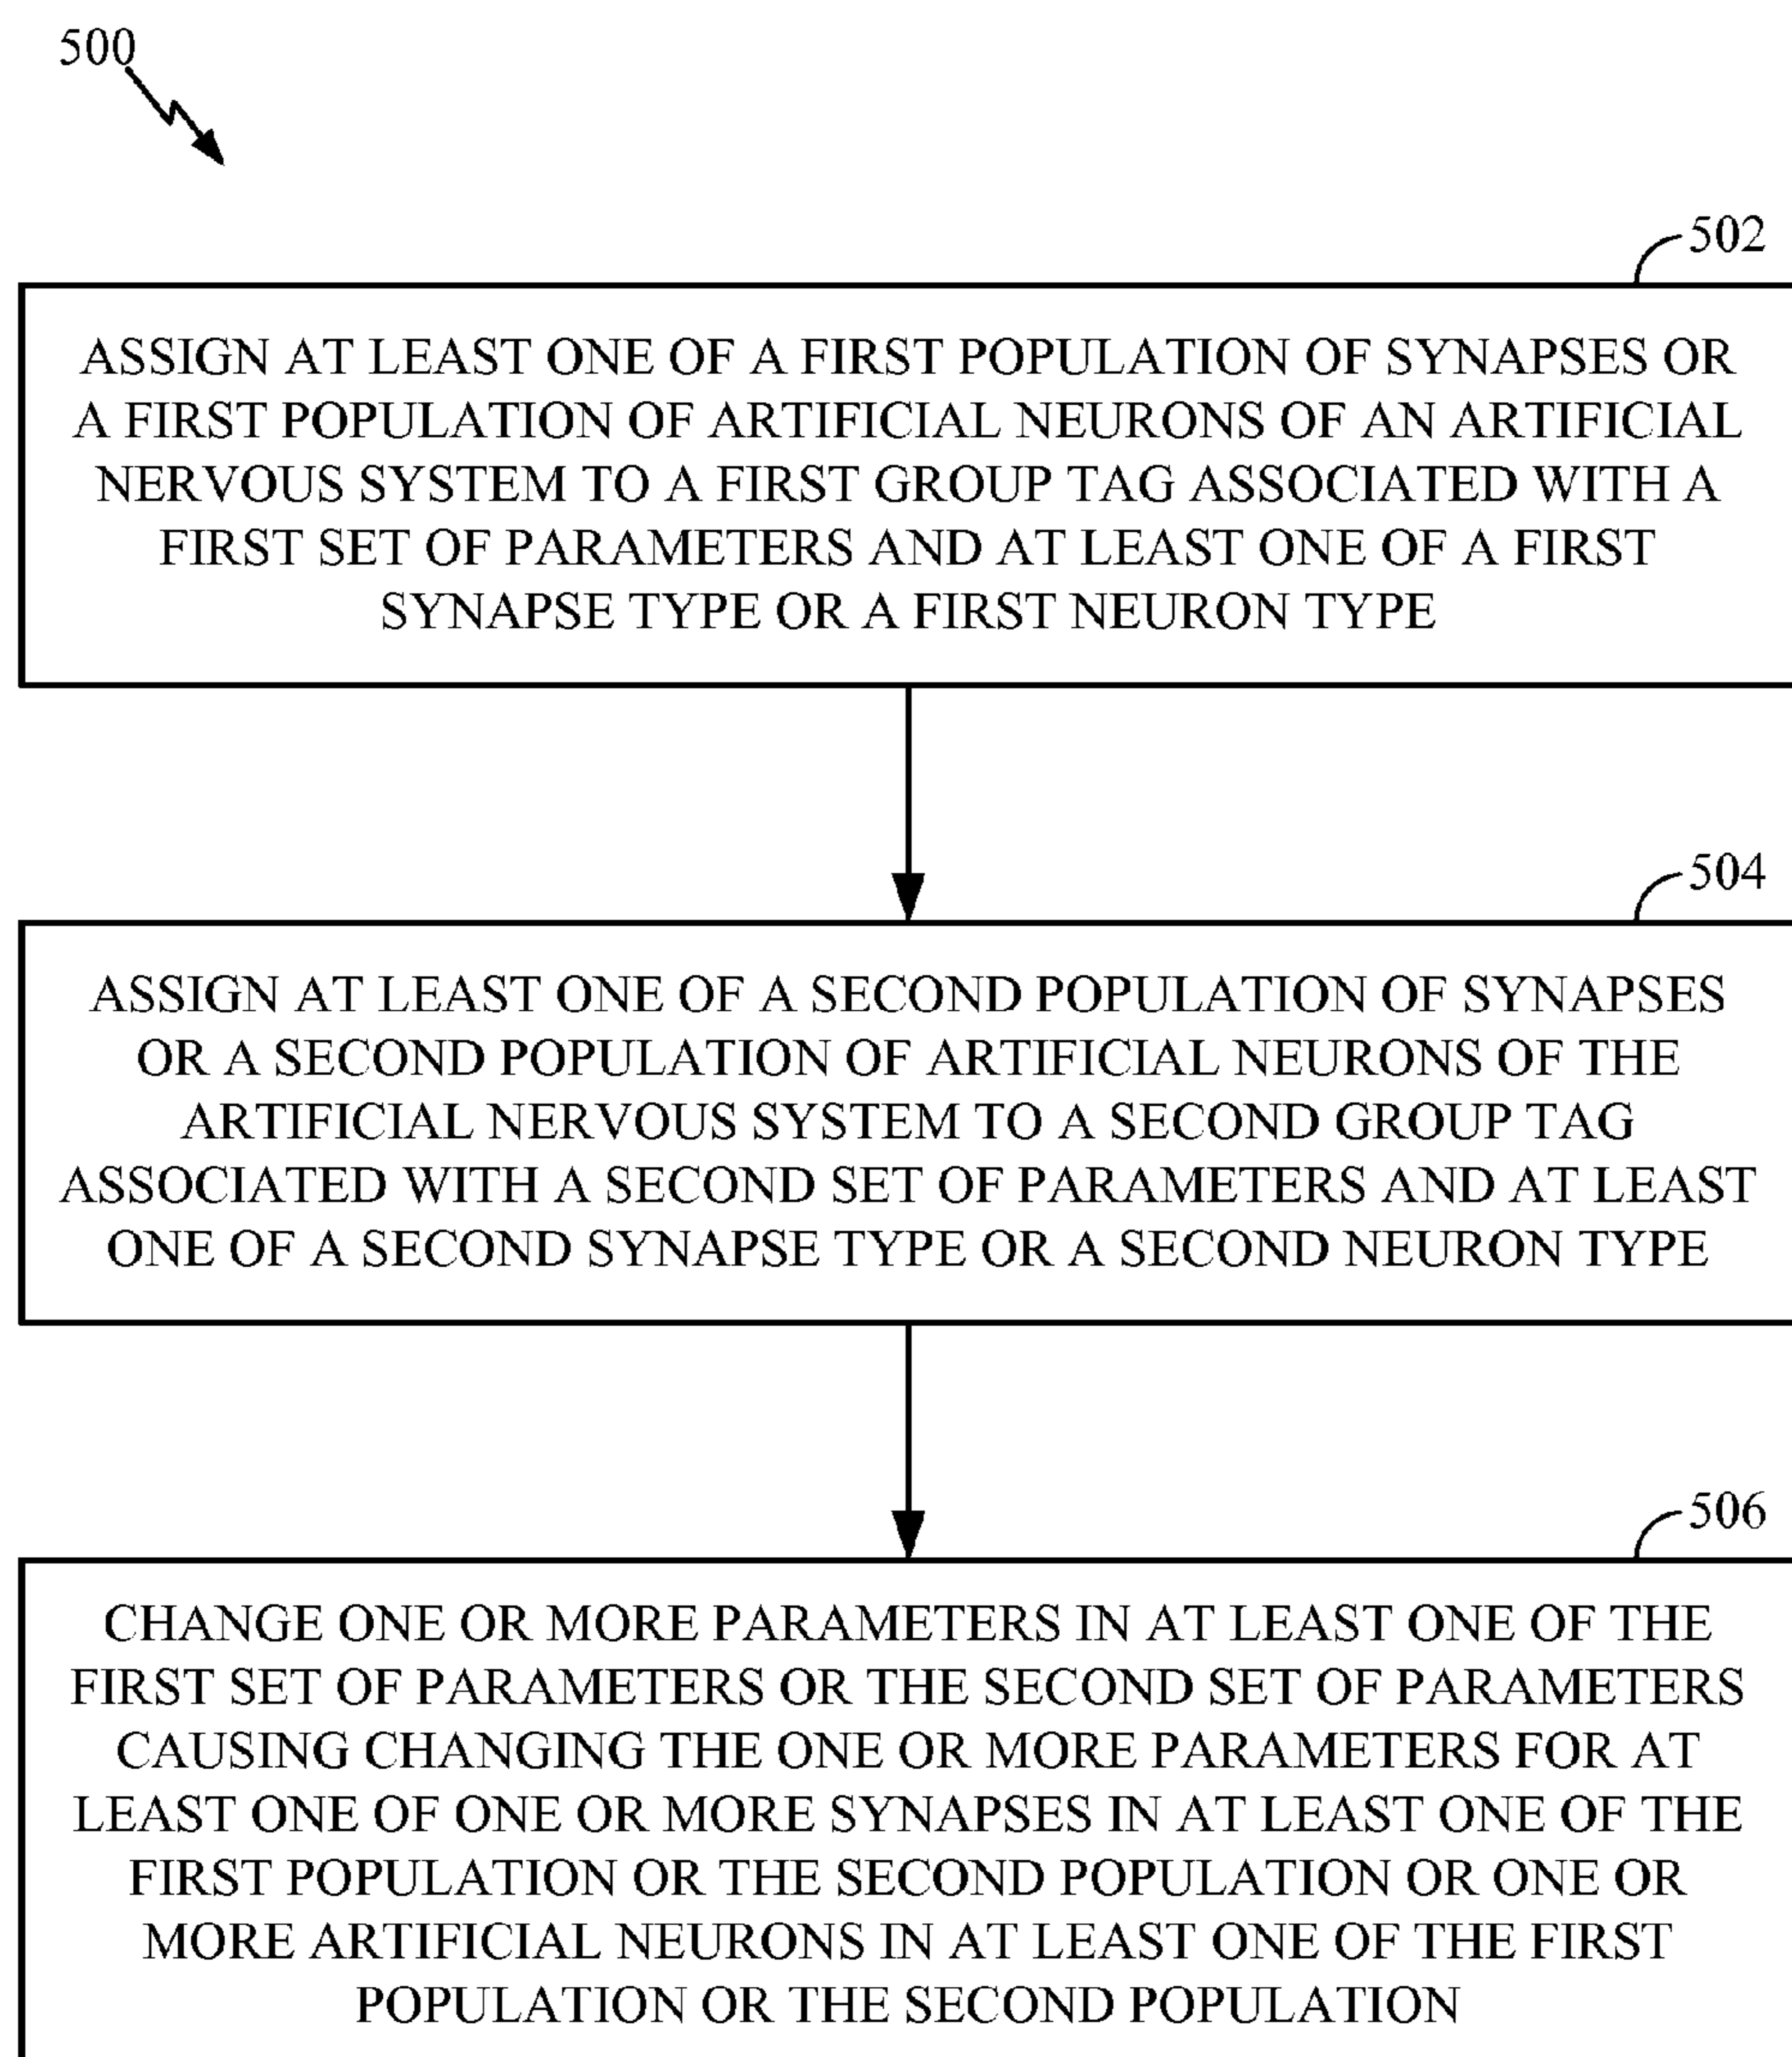 500
502
ASSIGN AT LEAST ONE OF A FIRST POPULATION OF SYNAPSES OR
A FIRST POPULATION OF ARTIFICIAL NEURONS OF AN ARTIFICIAL
NERVOUS SYSTEM TO A FIRST GROUP TAG ASSOCIATED WITH A
FIRST SET OF PARAMETERS AND AT LEAST ONE OF A FIRST
SYNAPSE TYPE OR A FIRST NEURON TYPE
504
ASSIGN AT LEAST ONE OF A SECOND POPULATION OF SYNAPSES
OR A SECOND POPULATION OF ARTIFICIAL NEURONS OF THE
ARTIFICIAL NERVOUS SYSTEM TO A SECOND GROUP TAG
ASSOCIATED WITH A SECOND SET OF PARAMETERS AND AT LEAST
ONE OF A SECOND SYNAPSE TYPE OR A SECOND NEURON TYPE
506
CHANGE ONE OR MORE PARAMETERS IN AT LEAST ONE OF THE
FIRST SET OF PARAMETERS OR THE SECOND SET OF PARAMETERS
CAUSING CHANGING THE ONE OR MORE PARAMETERS FOR AT
LEAST ONE OF ONE OR MORE SYNAPSES IN AT LEAST ONE OF THE
FIRST POPULATION OR THE SECOND POPULATION OR ONE OR
MORE ARTIFICIAL NEURONS IN AT LEAST ONE OF THE FIRST
POPULATION OR THE SECOND POPULATION